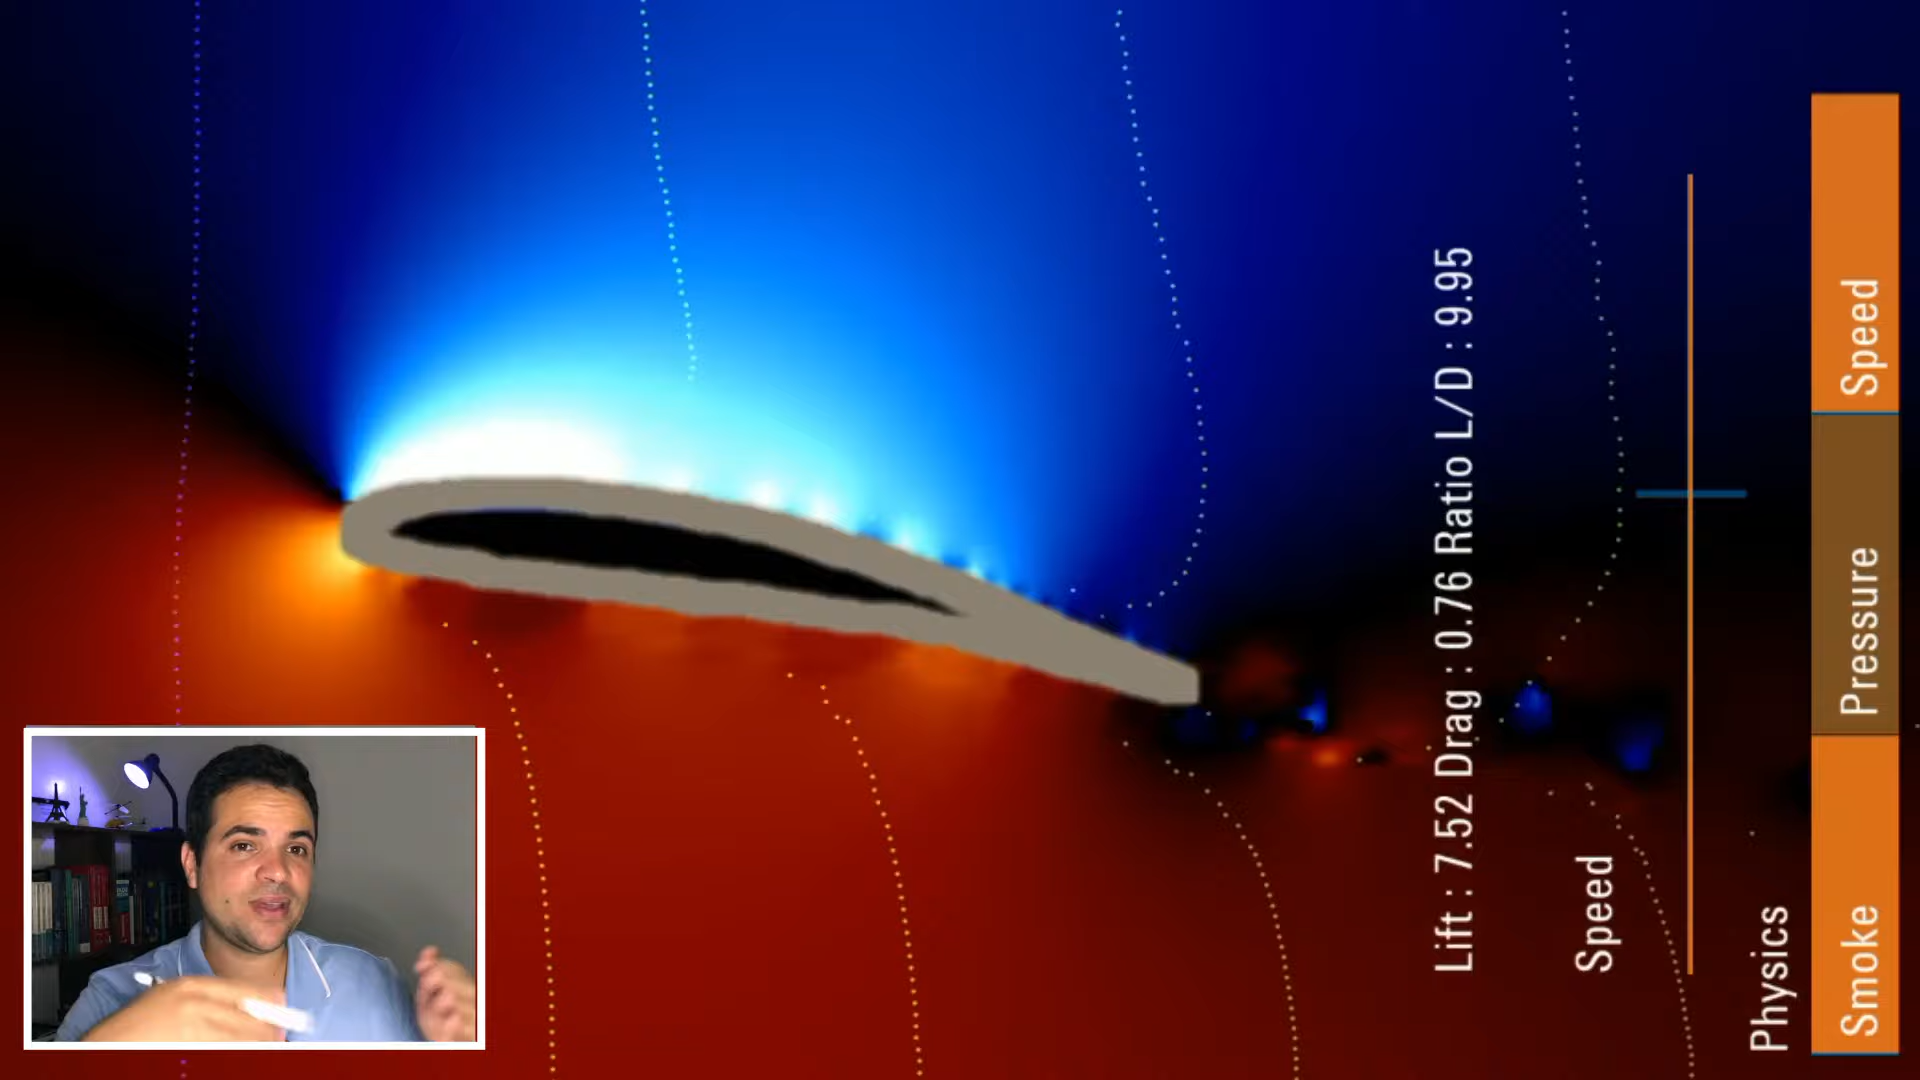 Lift : 7.52 Drag : 0.76 Ratio L/D : 9.95
Speed
Physics
Smoke
Pressure
Speed